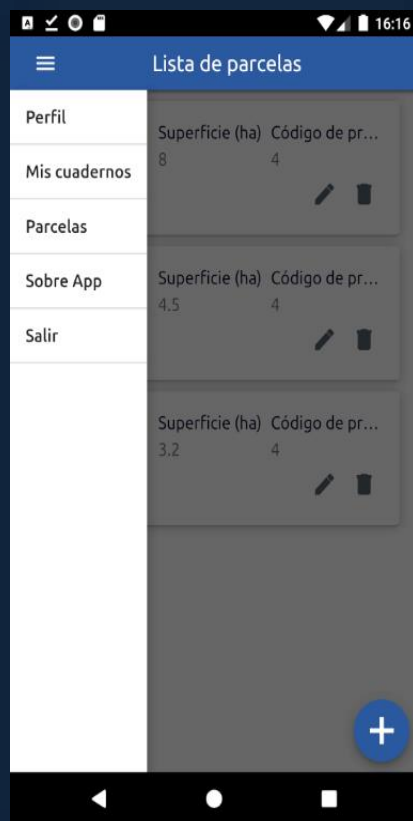 16:16
Lista de parcelas
Perfil
Mis cuadernos
Parcelas
Sobre App
Salir
Superficie (ha) Código de pr...
8 4
Superficie (ha) Código de pr...
4.5 4
Superficie (ha) Código de pr...
3.2 4